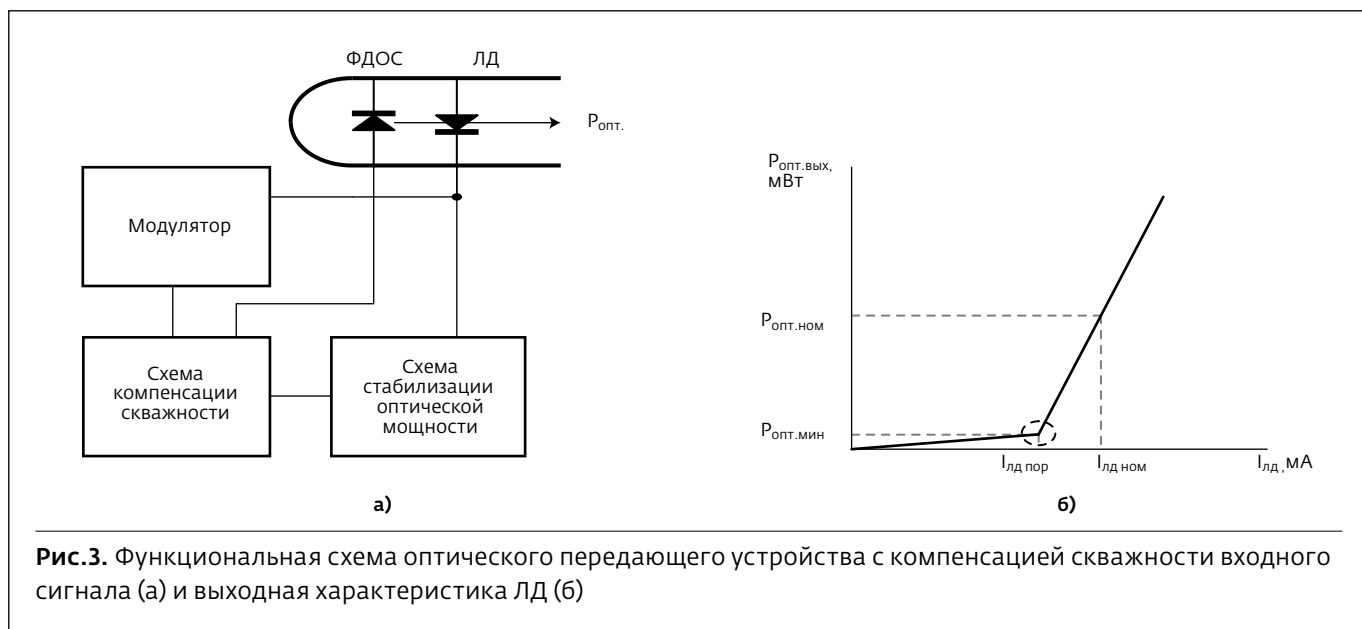 ФДОС
ЛД
Pопт.
Модулятор
Схема
компенсации
скважности
Схема
стабилизации
оптической
мощности
а)
Pопт.вых,
мВт
Pопт.ном
Pопт.мин
Iлд пор
Iлд ном
Iлд ,мА
б)
Рис.3. Функциональная схема оптического передающего устройства с компенсацией скважности входного
сигнала (а) и выходная характеристика ЛД (б)